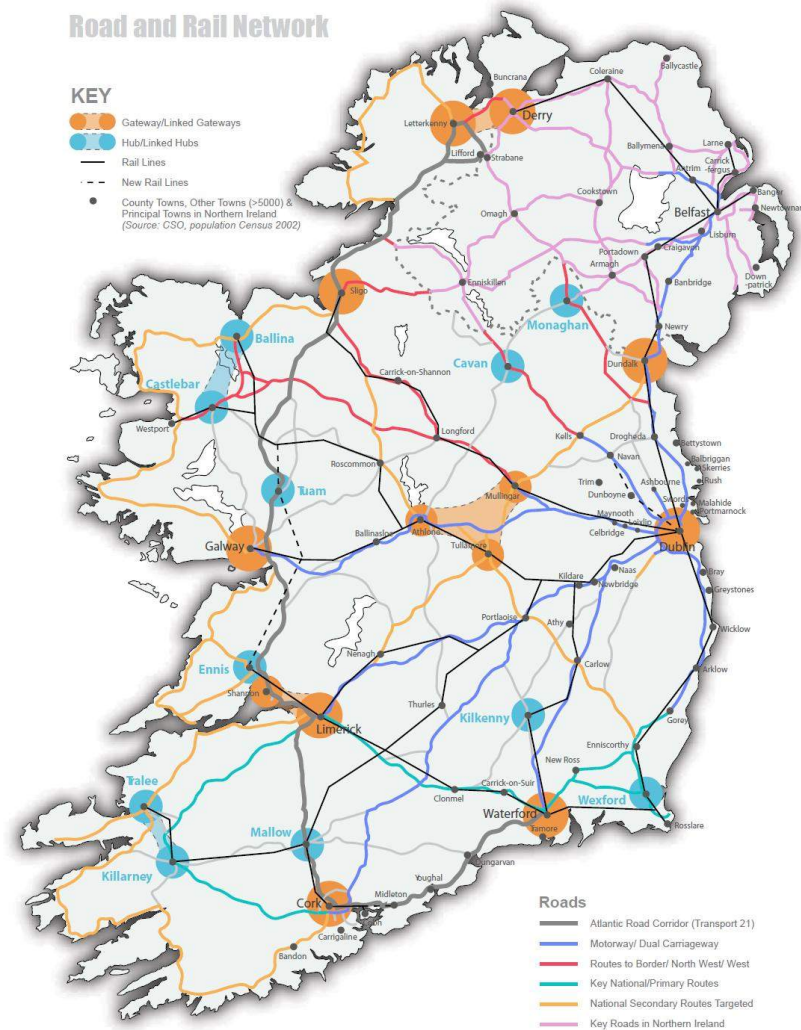 Road and Rail Network
KEY
Gateway/Linked Gateways
Hub/Linked Hubs
Rail Lines
New Rail Lines
County Towns, Other Towns (>5000) &
Principal Towns in Northern Ireland
(Source: CSO, population Census 2002)
Ballycastle
Buncrana
Coleraine
Letterkenny
Derry
Lifford
Strabane
Ballymena
Larne
Carrick
-fergus
Antrim
Bangor
Cookstown
Belfast
Newtownar
Omagh
Lisburn
Craigavon
Portadown
Armagh
Down
-patrick
Enniskillen
Banbridge
Sligo
Monaghan
Newry
Ballina
Cavan
Dundalk
Castlebar
Carrick-on-Shannon
Westport
Longford
Kells
Drogheda
Bettystown
Navan
Balbriggan
Skerries
Roscommon
Ashbourne
Rush
Tuam
Mullingar
Trim
Dunboyne
Swords
Malahide
Portmarnock
Maynooth
Leixlip
Celbridge
Athlone
Ballinasloe
Galway
Tullamore
Dublin
Naas
Bray
Kildare
Newbridge
Greystones
Portlaoise
Athy
Wicklow
Nenagh
Carlow
Ennis
Arklow
Shannon
Thurles
Kilkenny
Limerick
Gorey
Enniscorthy
New Ross
Tralee
Carrick-on-Suir
Clonmel
Wexford
Waterford
Tramore
Rosslare
Mallow
Killarney
Dungarvan
Youghal
Midleton
Cork
Cobh
Carrigaline
Bandon
Roads
Atlantic Road Corridor (Transport 21)
Motorway/ Dual Carriageway
Routes to Border/ North West/ West
Key National/Primary Routes
National Secondary Routes Targeted
Key Roads in Northern Ireland